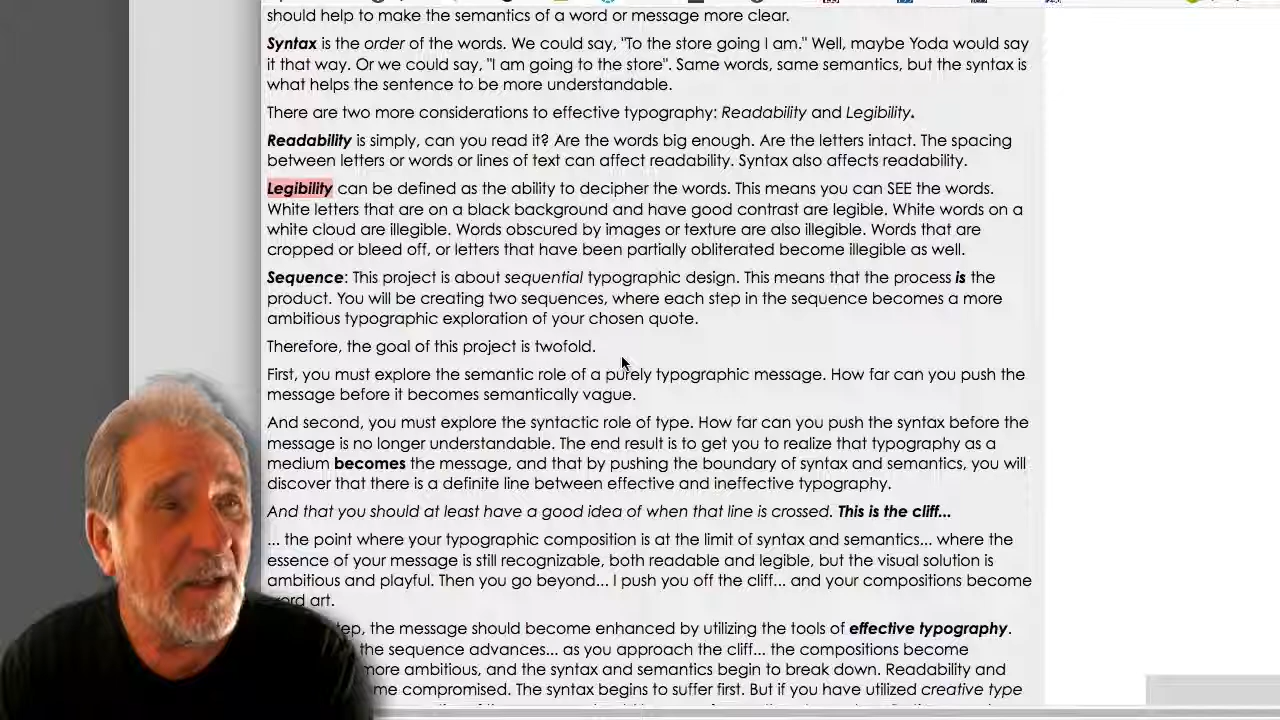 should help to make the semantics of a word or message more clear.
Syntax is the order of the words. We could say, "To the store going I am." Well, maybe Yoda would say
it that way. Or we could say, "I am going to the store". Same words, same semantics, but the syntax is
what helps the sentence to be more understandable.
There are two more considerations to effective typography: Readability and Legibility.
Readability is simply, can you read it? Are the words big enough. Are the letters intact. The spacing
between letters or words or lines of text can affect readability. Syntax also affects readability.
Legibility can be defined as the ability to decipher the words. This means you can SEE the words.
White letters that are on a black background and have good contrast are legible. White words on a
white cloud are illegible. Words obscured by images or texture are also illegible. Words that are
cropped or bleed off, or letters that have been partially obliterated become illegible as well.
Sequence: This project is about sequential typographic design. This means that the process is the
product. You will be creating two sequences, where each step in the sequence becomes a more
ambitious typographic exploration of your chosen quote.
Therefore, the goal of this project is twofold.
First, you must explore the semantic role of a purely typographic message. How far can you push the
message before it becomes semantically vague.
And second, you must explore the syntactic role of type. How far can you push the syntax before the
message is no longer understandable. The end result is to get you to realize that typography as a
medium becomes the message, and that by pushing the boundary of syntax and semantics, you will
discover that there is a definite line between effective and ineffective typography.
And that you should at least have a good idea of when that line is crossed. This is the cliff...
... the point where your typographic composition is at the limit of syntax and semantics... where the
essence of your message is still recognizable, both readable and legible, but the visual solution is
ambitious and playful. Then you go beyond... I push you off the cliff... and your compositions become
word art.
the message should become enhanced by utilizing the tools of effective typography.
the sequence advances... as you approach the cliff... the compositions become
more ambitious, and the syntax and semantics begin to break down. Readability and
compromised. The syntax begins to suffer first. But if you have utilized creative type